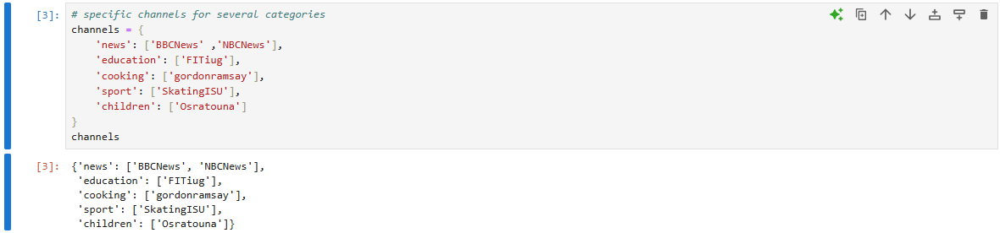 [3]: # specific channels for several categories
channels = {
    'news': ['BBCNews' ,'NBCNews'],
    'education': ['FITiug'],
    'cooking': ['gordonramsay'],
    'sport': ['SkatingISU'],
    'children': ['Osratouna']
}
channels
[3]: {'news': ['BBCNews', 'NBCNews'],
 'education': ['FITiug'],
 'cooking': ['gordonramsay'],
 'sport': ['SkatingISU'],
 'children': ['Osratouna']}